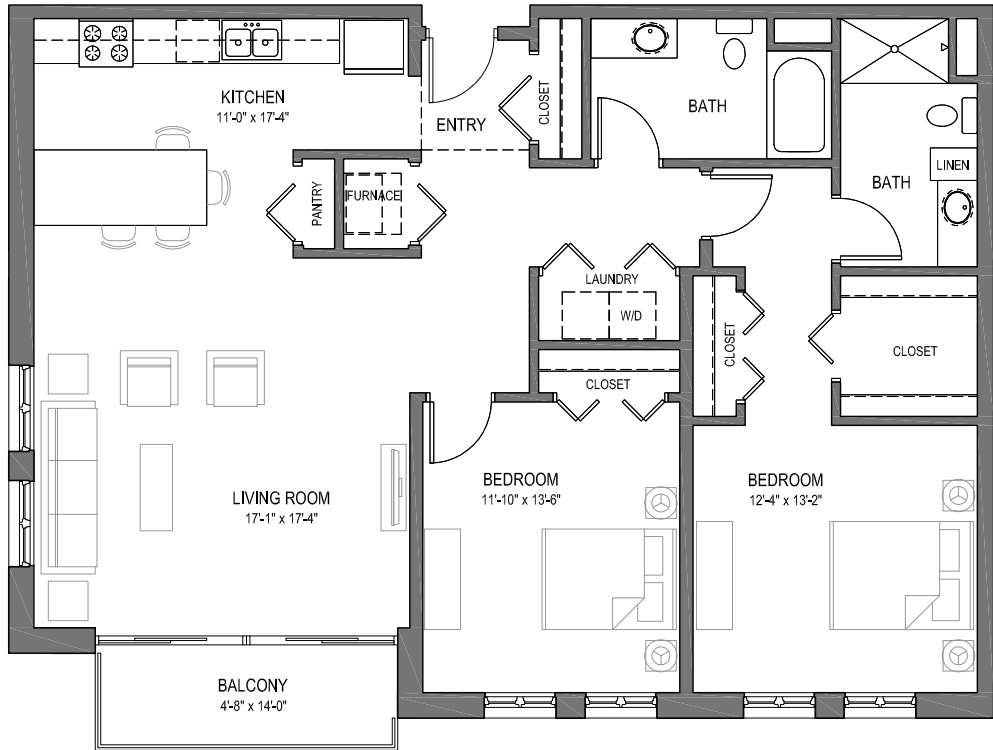 KITCHEN
11'-0" x 17'-4"
ENTRY
CLOSET
BATH
BATH
LINEN
PANTRY
FURNACE
LAUNDRY
W/D
CLOSET
CLOSET
CLOSET
LIVING ROOM
17'-1" x 17'-4"
BEDROOM
11'-10" x 13'-6"
BEDROOM
12'-4" x 13'-2"
BALCONY
4'-8" x 14'-0"